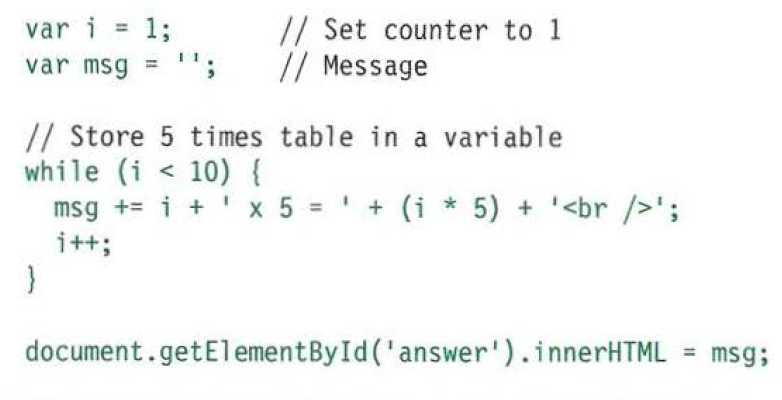 var i = 1;       // Set counter to 1
var msg = '';    // Message
// Store 5 times table in a variable
while (i < 10) {
  msg += i + ' x 5 = ' + (i * 5) + '<br />';
  i++;
}
document.getElementById('answer').innerHTML = msg;